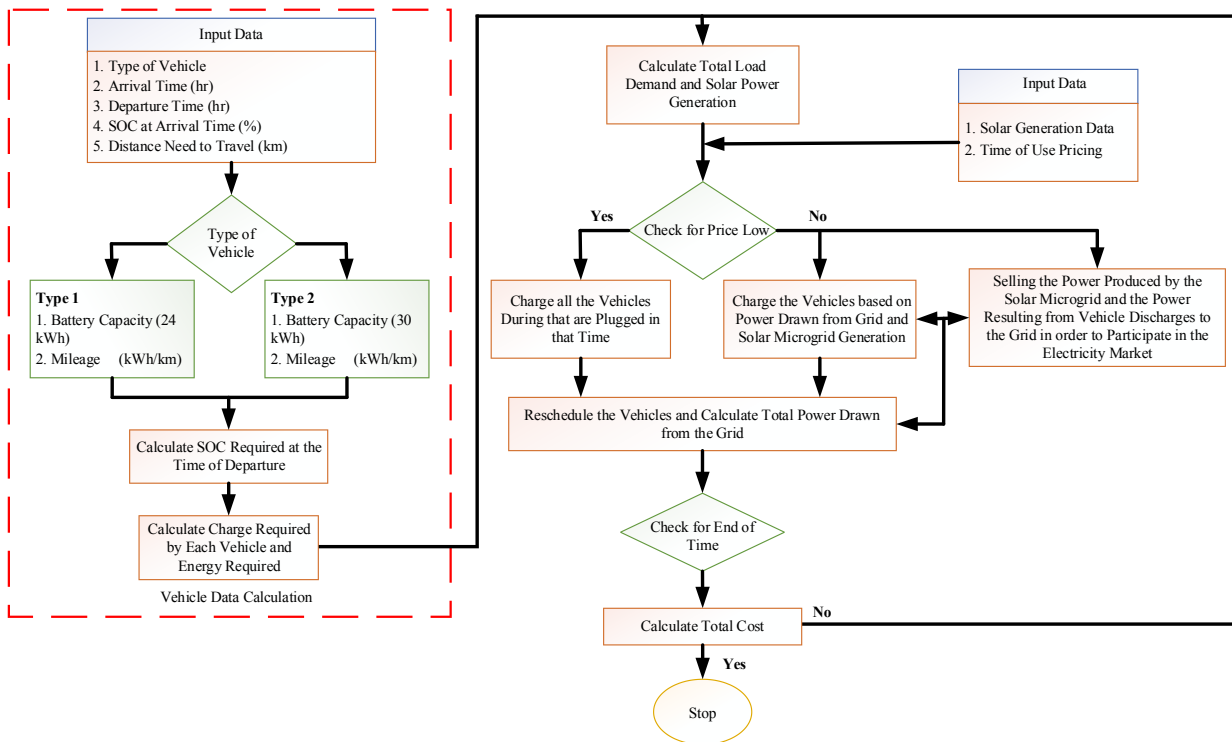 Input Data
1. Type of Vehicle
2. Arrival Time (hr)
3. Departure Time (hr)
4. SOC at Arrival Time (%)
5. Distance Need to Travel (km)
Type of
Vehicle
Type 1
1. Battery Capacity (24
kWh)
2. Mileage (kWh/km)
Type 2
1. Battery Capacity (30
kWh)
2. Mileage (kWh/km)
Calculate SOC Required at the
Time of Departure
Calculate Charge Required
by Each Vehicle and
Energy Required
Vehicle Data Calculation
Calculate Total Load
Demand and Solar Power
Generation
Input Data
1. Solar Generation Data
2. Time of Use Pricing
Yes
Check for Price Low
No
Charge all the Vehicles
During that are Plugged in
that Time
Charge the Vehicles based on
Power Drawn from Grid and
Solar Microgrid Generation
Selling the Power Produced by the
Solar Microgrid and the Power
Resulting from Vehicle Discharges to
the Grid in order to Participate in the
Electricity Market
Reschedule the Vehicles and Calculate Total Power Drawn
from the Grid
Check for End of
Time
Calculate Total Cost
No
Yes
Stop